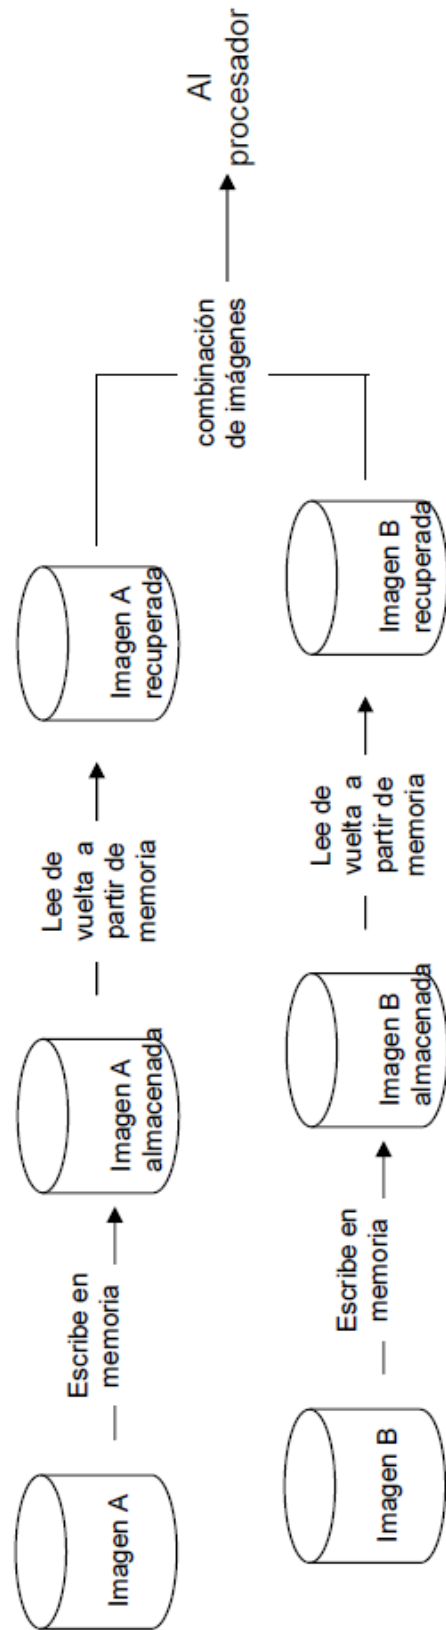 Imagen A
Escribe en
memoria
Imagen A
almacenada
Lee de
vuelta a
partir de
memoria
Imagen A
recuperada
Imagen B
Escribe en
memoria
Imagen B
almacenada
Lee de
vuelta a
partir de
memoria
Imagen B
recuperada
combinación
de imágenes
Al
procesador